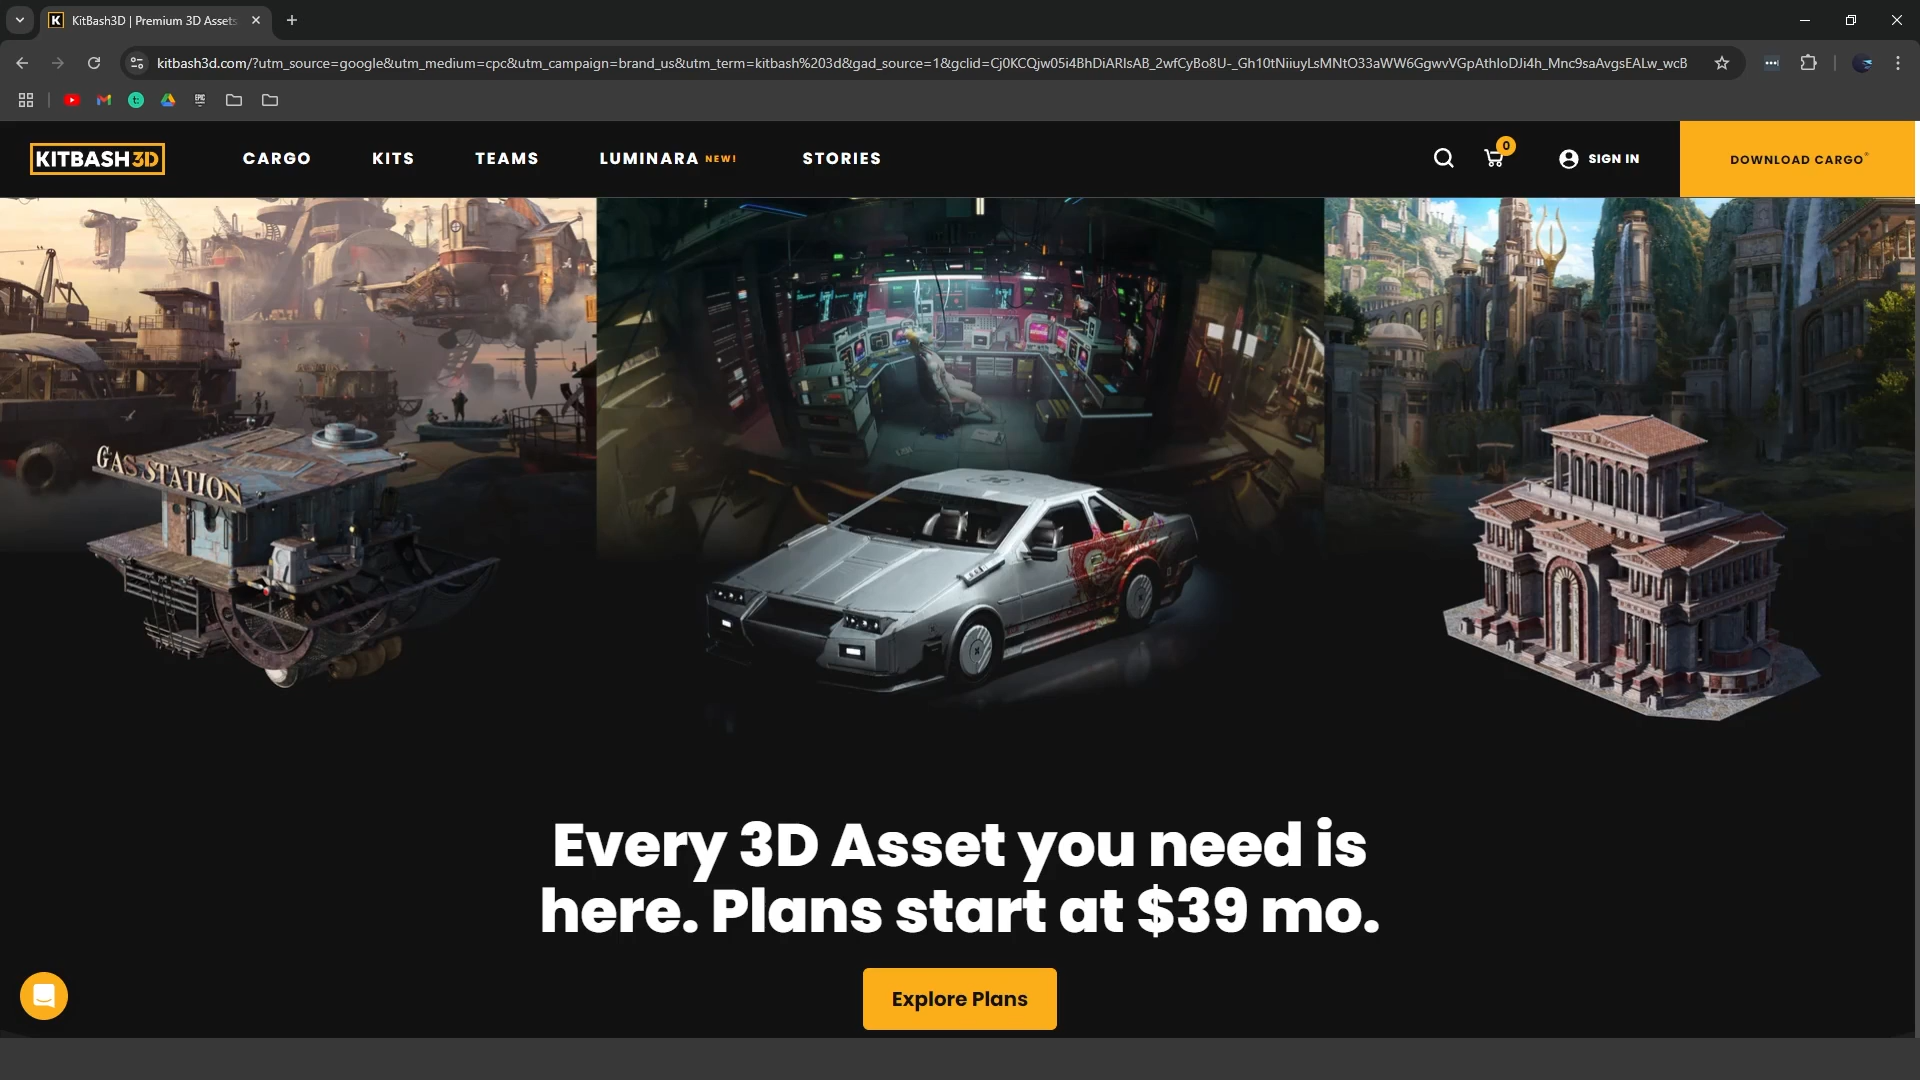 KitBash3D | Premium 3D Assets
kitbash3d.com/?utm_source=google&utm_medium=cpc&utm_campaign=brand_us&utm_term=kitbash%203d&gad_source=1&gclid=Cj0KCQjw05i4BhDiARIsAB_2wfCyBo8U-_Gh10tNiiuyLsMNtO33aWW6GgwvVGpAthIoDJi4h_Mnc9saAvgsEALw_wcB
KITBASH3D
CARGO
KITS
TEAMS
LUMINARA NEW!
STORIES
0
SIGN IN
DOWNLOAD CARGO®
GAS STATION
Every 3D Asset you need is
here. Plans start at $39 mo.
Explore Plans